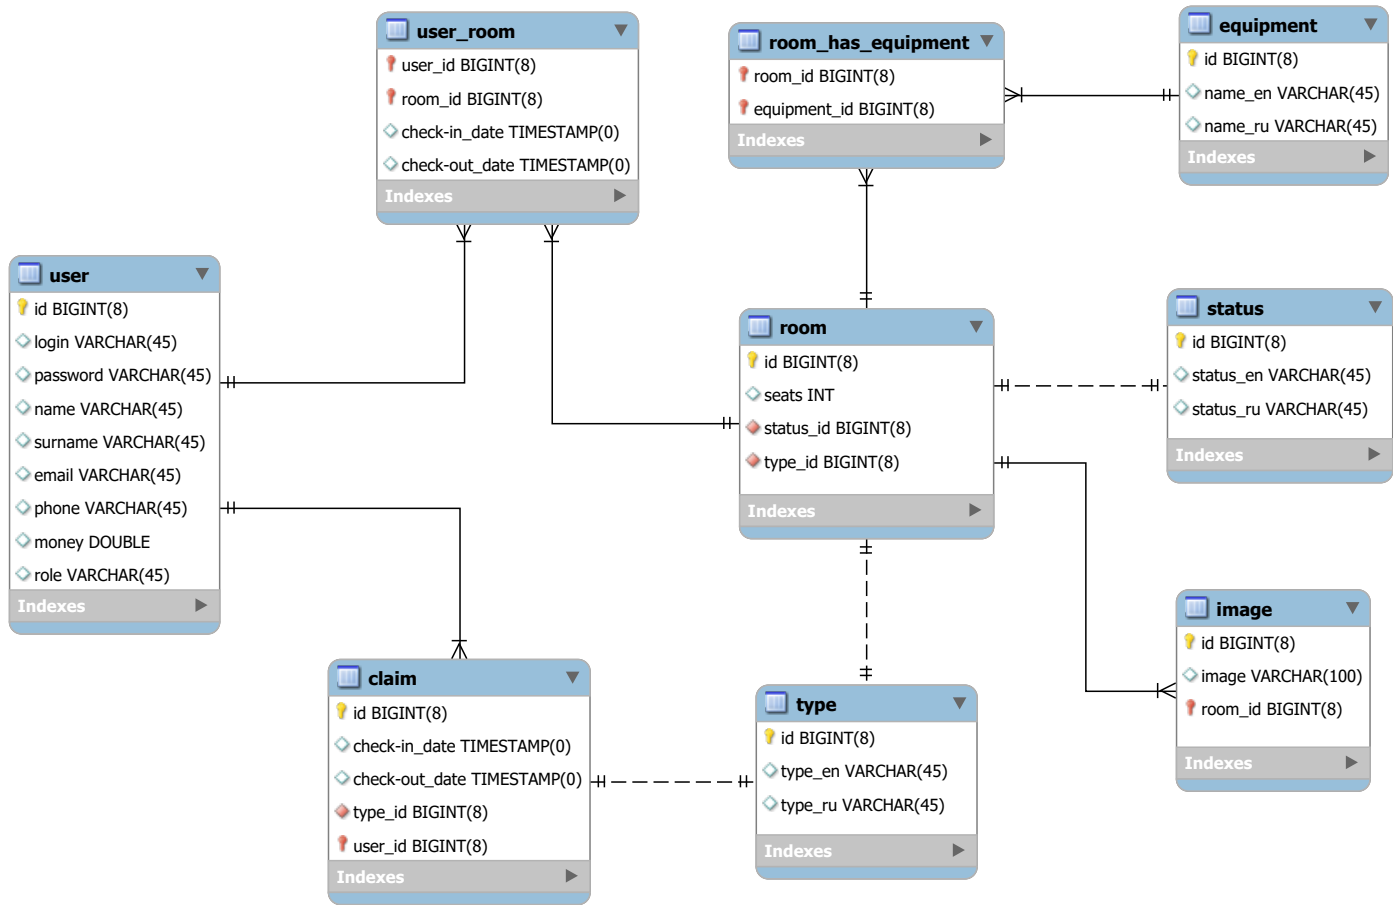 user_room
user_id BIGINT(8)
room_id BIGINT(8)
check-in_date TIMESTAMP(0)
check-out_date TIMESTAMP(0)
Indexes
room_has_equipment
room_id BIGINT(8)
equipment_id BIGINT(8)
Indexes
equipment
id BIGINT(8)
name_en VARCHAR(45)
name_ru VARCHAR(45)
Indexes
user
id BIGINT(8)
login VARCHAR(45)
password VARCHAR(45)
name VARCHAR(45)
surname VARCHAR(45)
email VARCHAR(45)
phone VARCHAR(45)
money DOUBLE
role VARCHAR(45)
Indexes
room
id BIGINT(8)
seats INT
status_id BIGINT(8)
type_id BIGINT(8)
Indexes
status
id BIGINT(8)
status_en VARCHAR(45)
status_ru VARCHAR(45)
Indexes
image
id BIGINT(8)
image VARCHAR(100)
room_id BIGINT(8)
Indexes
claim
id BIGINT(8)
check-in_date TIMESTAMP(0)
check-out_date TIMESTAMP(0)
type_id BIGINT(8)
user_id BIGINT(8)
Indexes
type
id BIGINT(8)
type_en VARCHAR(45)
type_ru VARCHAR(45)
Indexes